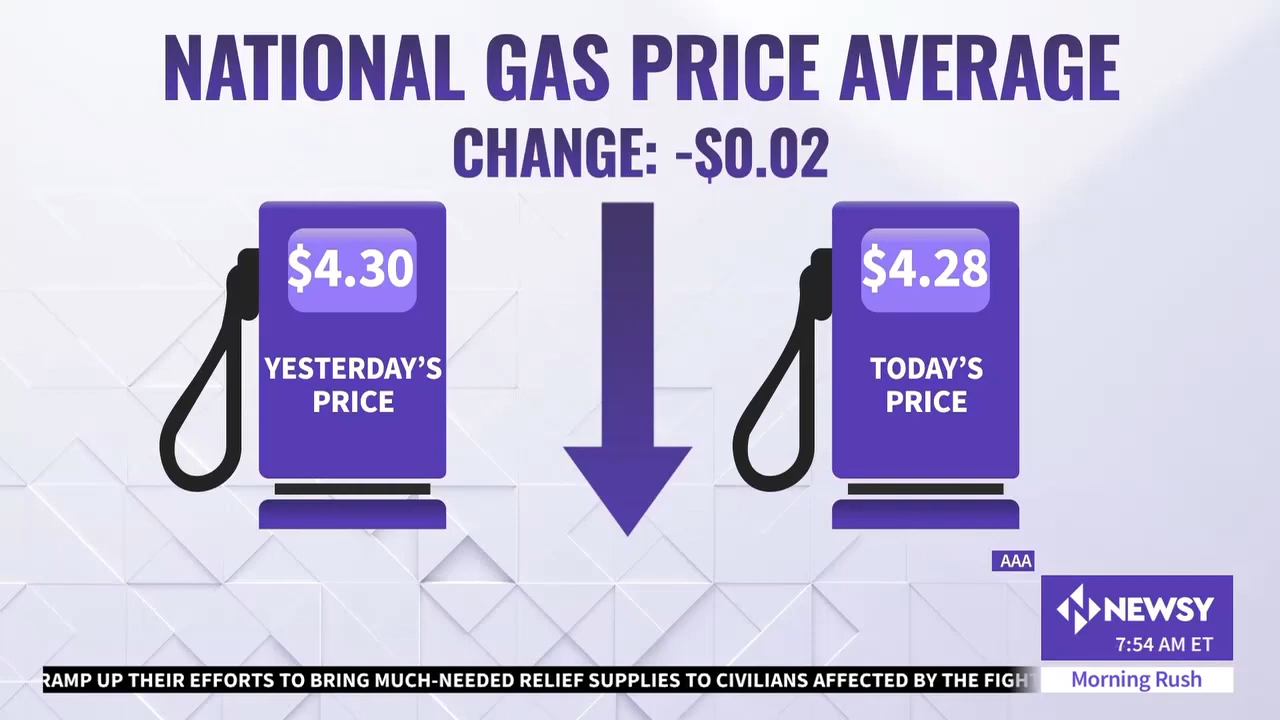 NATIONAL GAS PRICE AVERAGE
CHANGE: -$0.02
$4.30
YESTERDAY’S
PRICE
$4.28
TODAY’S
PRICE
AAA
NEWSY
7:54 AM ET
RAMP UP THEIR EFFORTS TO BRING MUCH-NEEDED RELIEF SUPPLIES TO CIVILIANS AFFECTED BY THE FIGHT
Morning Rush